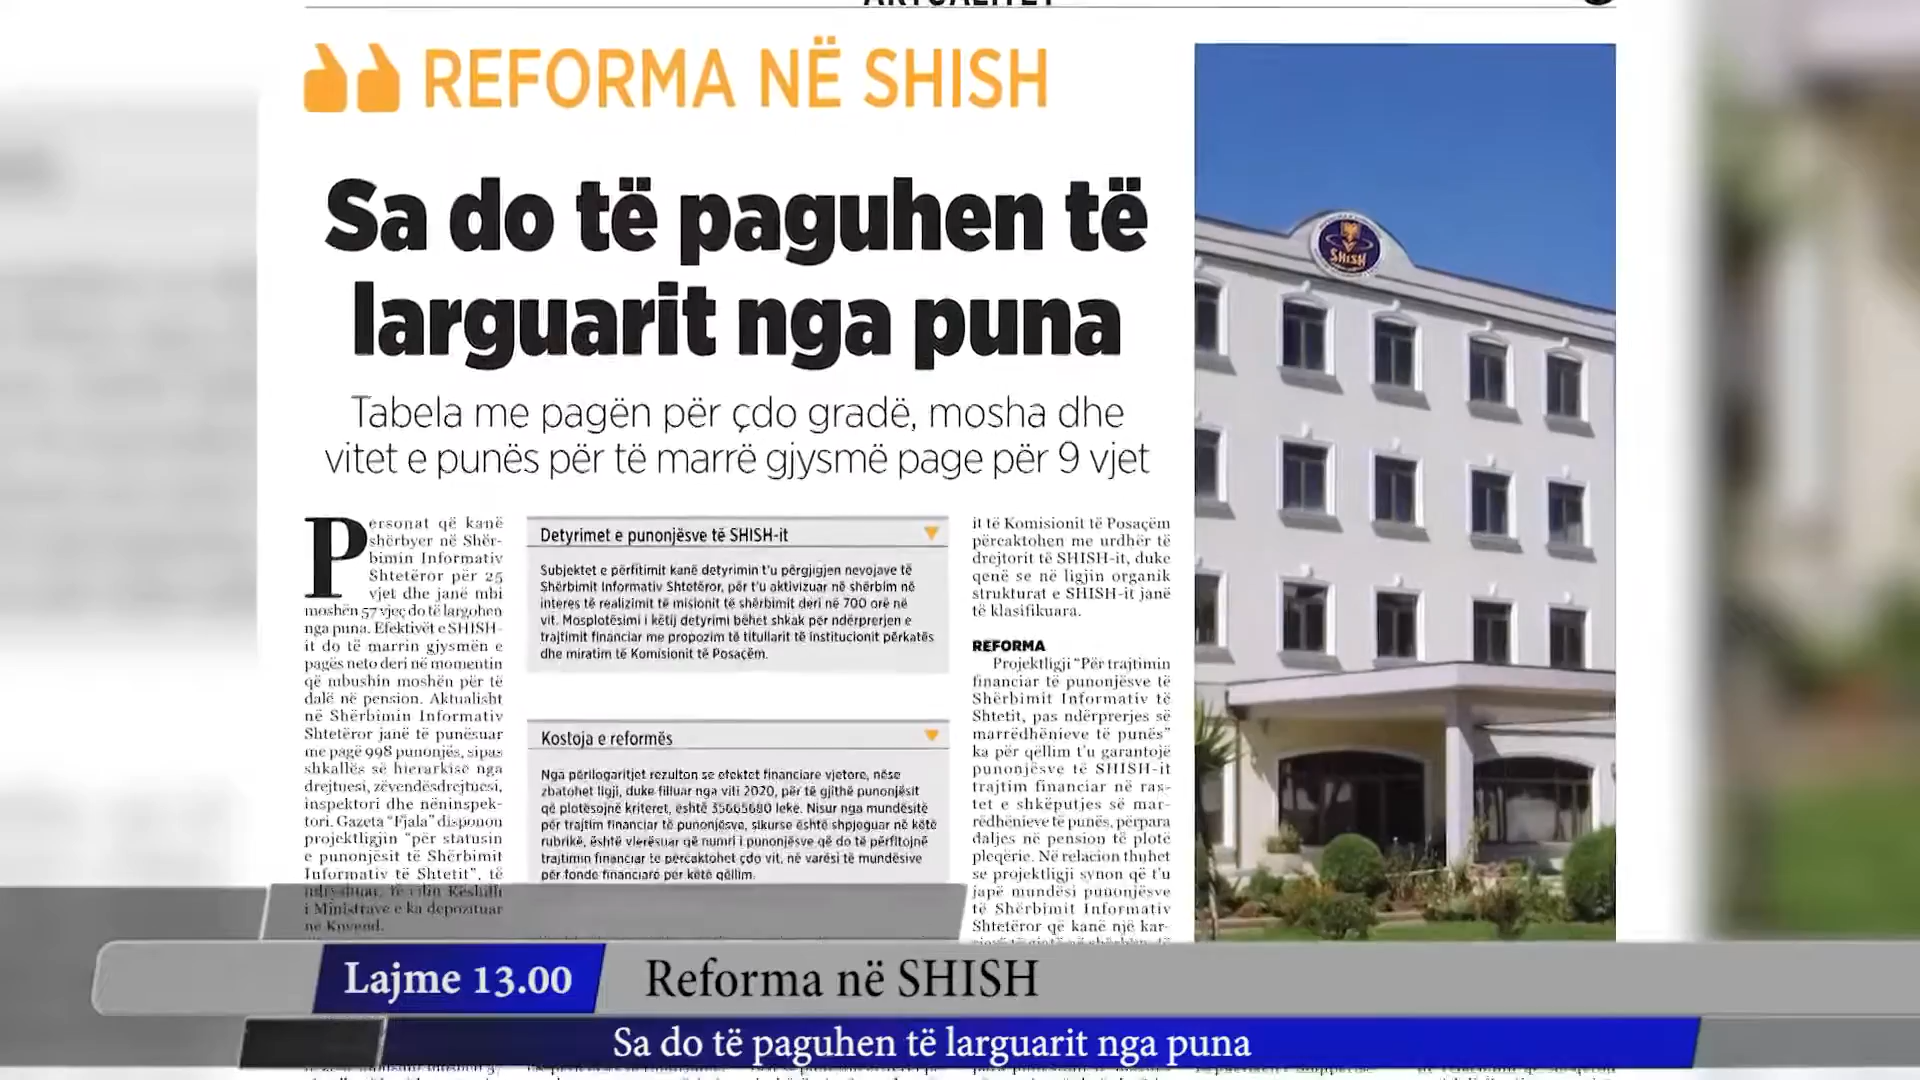 AKTUALITET
REFORMA NË SHISH
Sa do të paguhen të
larguarit nga puna
Tabela me pagën për çdo gradë, mosha dhe
vitet e punës për të marrë gjysmë page për 9 vjet
Personat që kanë
shërbyer në Shër-
bimin Informativ
Shtetëror për 25
vjet dhe janë mbi
moshën 57 vjeç do të largohen
nga puna. Efektivët e SHISH-
it do të marrin gjysmën e
pagës neto deri në momentin
që mbushin moshën për të
dalë në pension. Aktualisht
në Shërbimin Informativ
Shtetëror janë të punësuar
me pagë 998 punonjës, sipas
shkallës së hierarkisë nga
drejtuesi, zëvendësdrejtuesi,
inspektori dhe nëninspek-
tori. Gazeta "Fjala" disponon
projektligjin "për statusin
e punonjësit të Shërbimit
Informativ të Shtetit", të
ndryshuar, të cilin Këshilli
i Ministrave e ka depozituar
në Kuvend.
Detyrimet e punonjësve të SHISH-it
Subjektet e përfitimit kanë detyrimin t'u përgjigjen nevojave të
Shërbimit Informativ Shtetëror, për t'u aktivizuar në shërbim në
interes të realizimit të misionit të shërbimit deri në 700 orë në
vit. Mosplotësimi i këtij detyrimi bëhet shkak për ndërprerjen e
trajtimit financiar me propozim të titullarit të institucionit përkatës
dhe miratim të Komisionit të Posaçëm.
Kostoja e reformës
Nga përllogaritjet rezulton se efektet financiare vjetore, nëse
zbatohet ligji, duke filluar nga viti 2020, për të gjithë punonjësit
që plotësojnë kriteret, është 35665680 lekë. Nisur nga mundësitë
për trajtim financiar të punonjësve, sikurse është shpjeguar në këtë
rubrikë, është vlerësuar që numri i punonjësve që do të përfitojnë
trajtimin financiar të përcaktohet çdo vit, në varësi të mundësive
për fonde financiare për këtë qëllim.
it të Komisionit të Posaçëm
përcaktohen me urdhër të
drejtorit të SHISH-it, duke
qenë se në ligjin organik
strukturat e SHISH-it janë
të klasifikuara.
REFORMA
Projektligji "Për trajtimin
financiar të punonjësve të
Shërbimit Informativ të
Shtetit, pas ndërprerjes së
marrëdhënieve të punës"
ka për qëllim t'u garantojë
punonjësve të SHISH-it
trajtim financiar në ras-
tet e shkëputjes së mar-
rëdhënieve të punës, përpara
daljes në pension të plotë
pleqërie. Në relacion thuhet
se projektligji synon që t'u
japë mundësi punonjësve
të Shërbimit Informativ
Shtetëror që kanë një kar-
SHISH
Lajme 13.00
Reforma në SHISH
Sa do të paguhen të larguarit nga puna